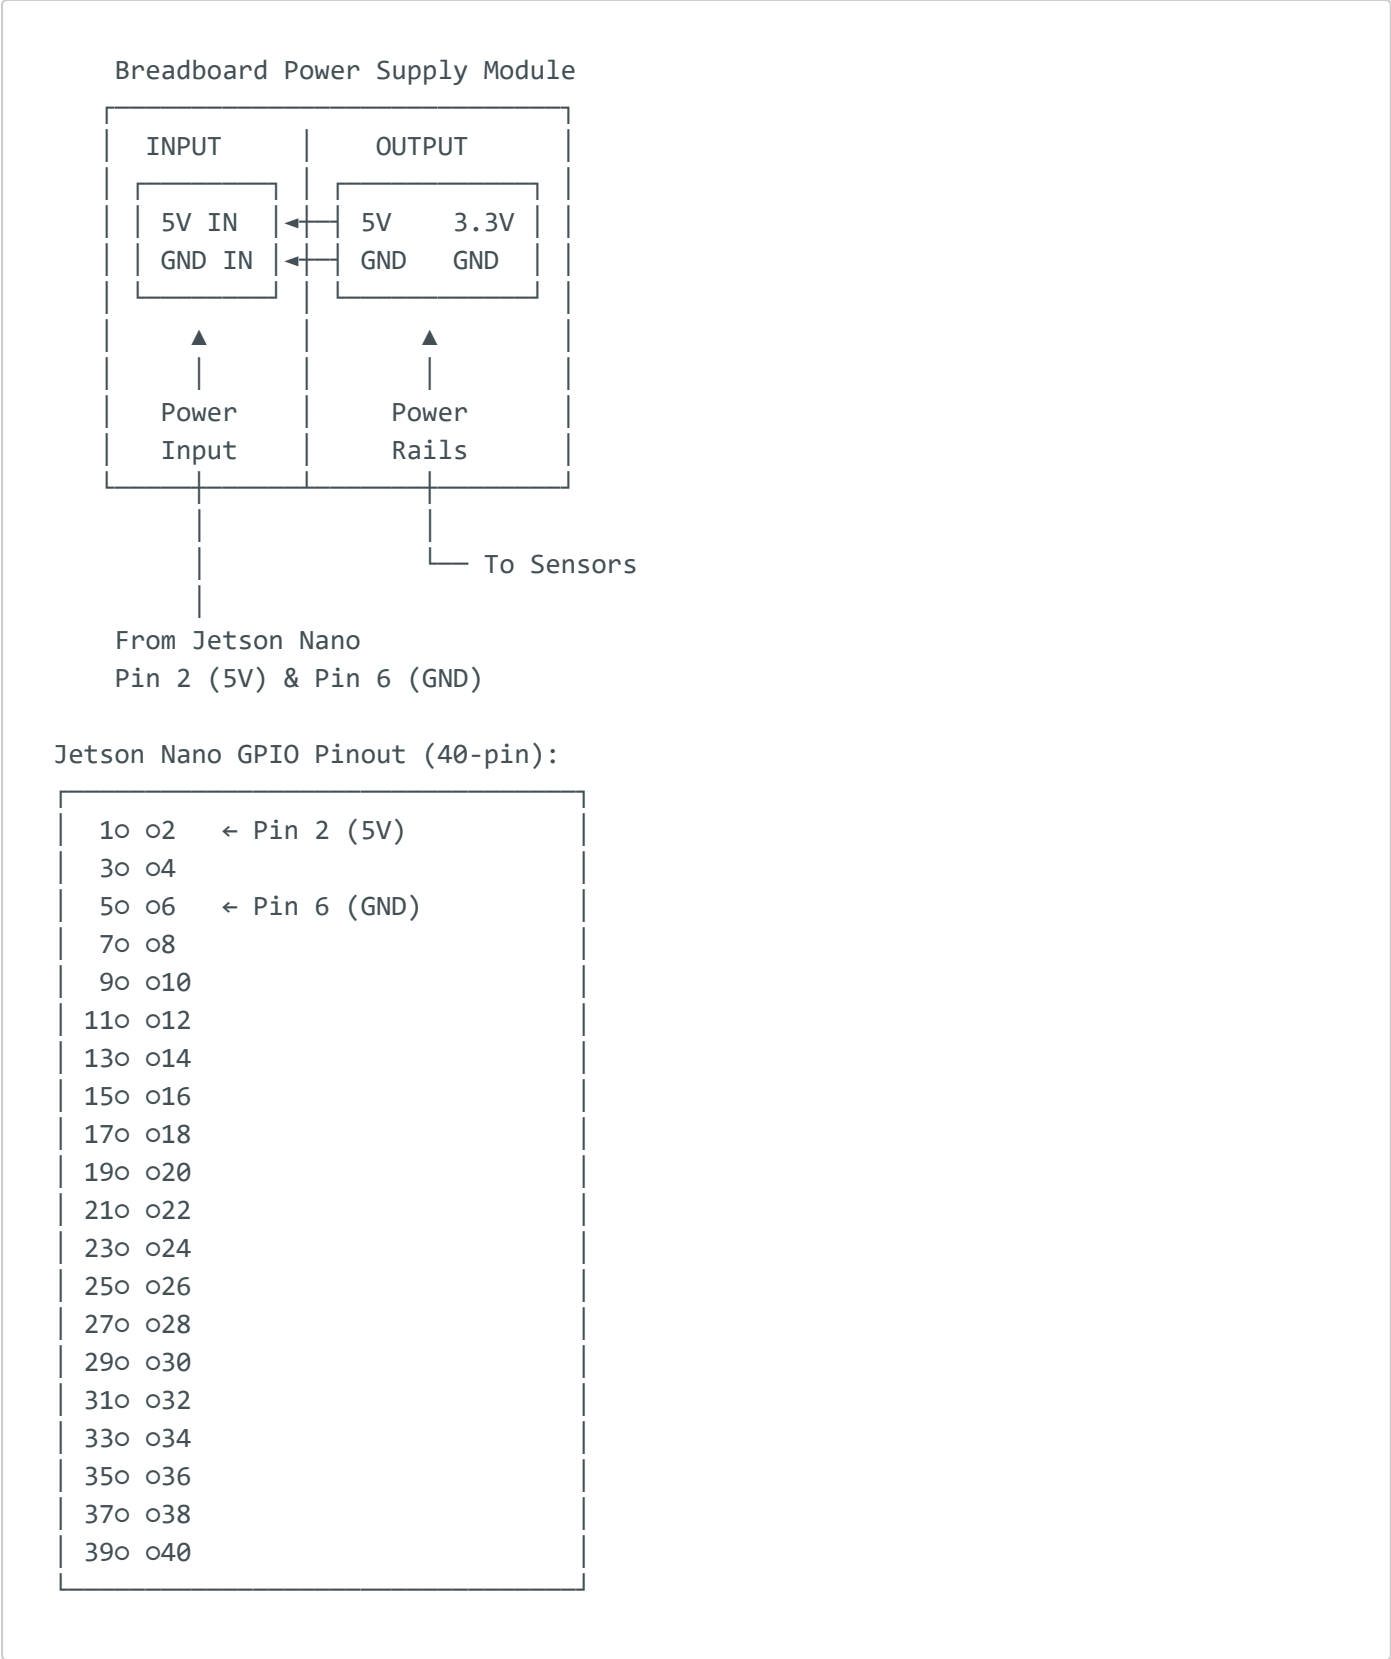 Breadboard Power Supply Module
INPUT OUTPUT
5V IN 5V 3.3V
GND IN GND GND
Power Power
Input Rails
To Sensors
From Jetson Nano
Pin 2 (5V) & Pin 6 (GND)
Jetson Nano GPIO Pinout (40-pin):
1○ ○2 ← Pin 2 (5V)
3○ ○4
5○ ○6 ← Pin 6 (GND)
7○ ○8
9○ ○10
11○ ○12
13○ ○14
15○ ○16
17○ ○18
19○ ○20
21○ ○22
23○ ○24
25○ ○26
27○ ○28
29○ ○30
31○ ○32
33○ ○34
35○ ○36
37○ ○38
39○ ○40